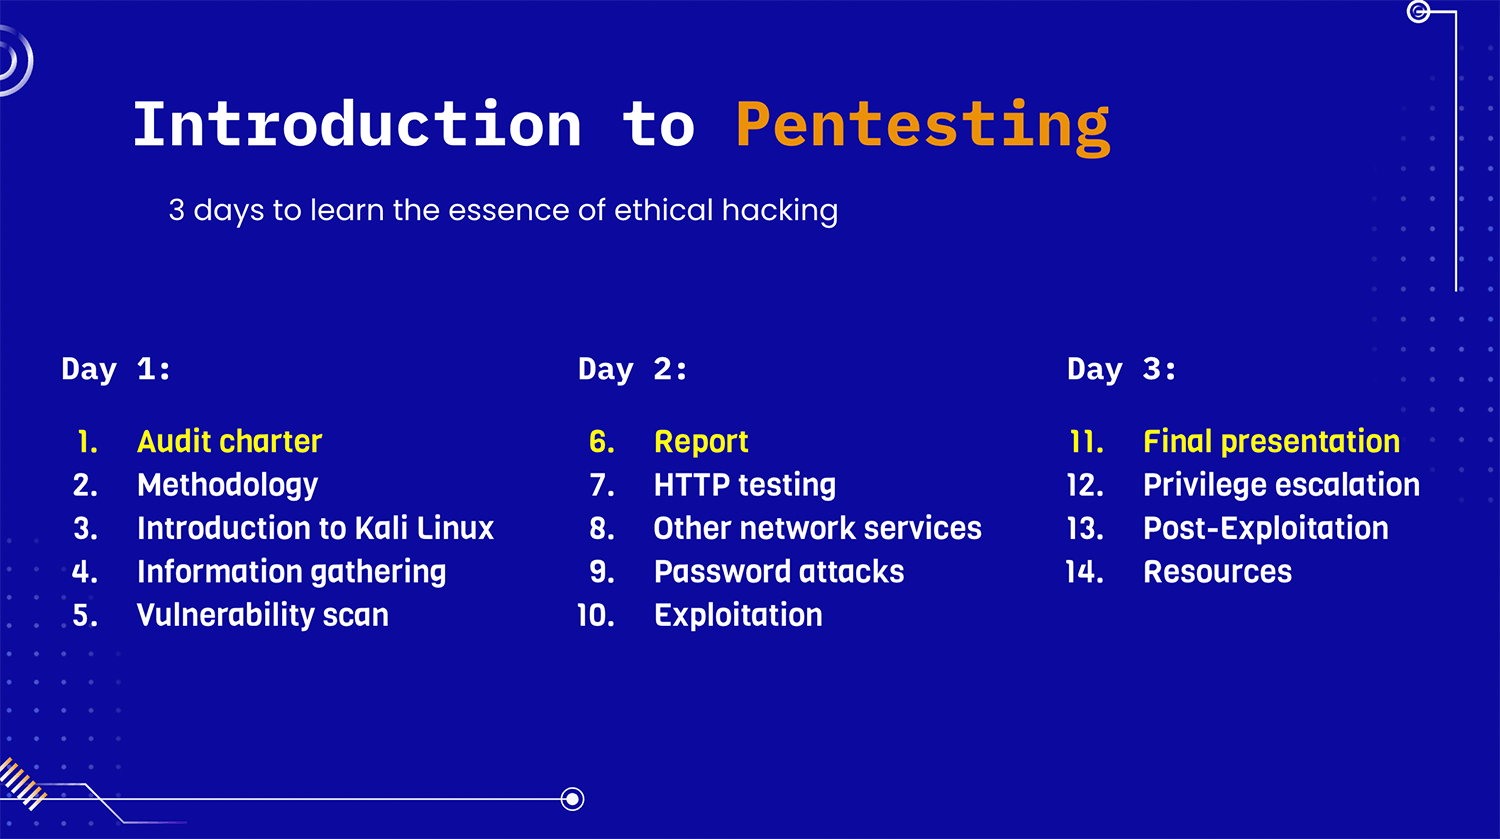 Introduction to Pentesting
3 days to learn the essence of ethical hacking
Day 1:
1. Audit charter
2. Methodology
3. Introduction to Kali Linux
4. Information gathering
5. Vulnerability scan
Day 2:
6. Report
7. HTTP testing
8. Other network services
9. Password attacks
10. Exploitation
Day 3:
11. Final presentation
12. Privilege escalation
13. Post-Exploitation
14. Resources